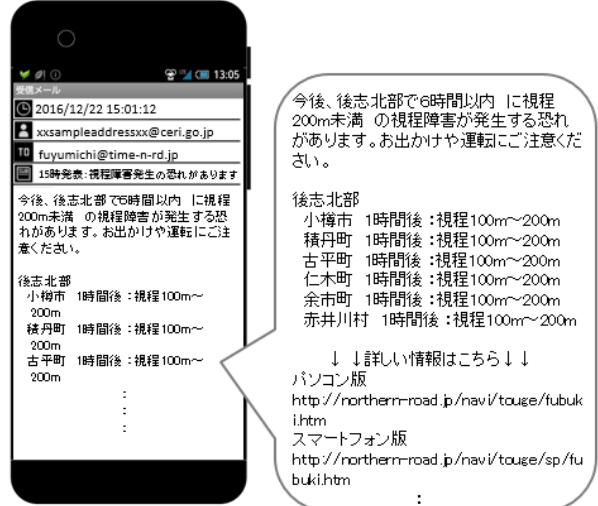 13:05
受信メール
2016/12/22 15:01:12
xxsampleaddressxx@ceri.go.jp
TO fuyumichi@time-n-rd.jp
15時発表:視程障害発生の恐れがあります
今後、後志北部で6時間以内 に視程
200m未満 の視程障害が発生する恐
れがあります。お出かけや運転にご注
意ください。
後志北部
小樽市 1時間後:視程100m～
200m
積丹町 1時間後:視程100m～
200m
古平町 1時間後:視程100m～
200m
:
:
:
今後、後志北部で6時間以内 に視程
200m未満 の視程障害が発生する恐れ
があります。お出かけや運転にご注意くだ
さい。
後志北部
小樽市 1時間後:視程100m～200m
積丹町 1時間後:視程100m～200m
古平町 1時間後:視程100m～200m
仁木町 1時間後:視程100m～200m
余市町 1時間後:視程100m～200m
赤井川村 1時間後:視程100m～200m
↓ ↓詳しい情報はこちら↓ ↓
パソコン版
http://northern-road.jp/navi/touge/fubuk
i.htm
スマートフォン版
http://northern-road.jp/navi/touge/sp/fu
buki.htm
: